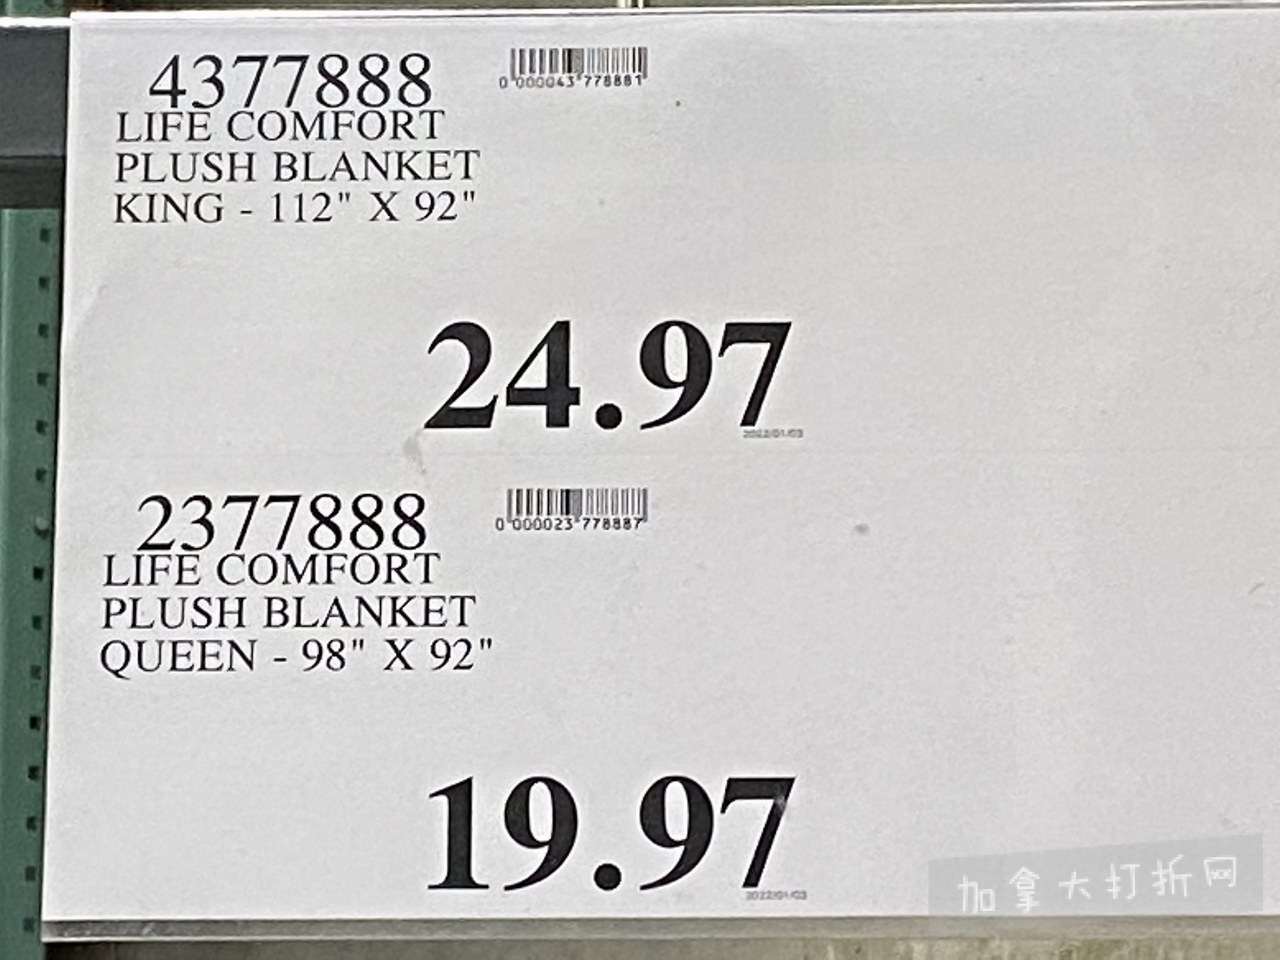 4377888
0 000043 778881
LIFE COMFORT
PLUSH BLANKET
KING - 112" X 92"
24.97
2022/01/03
2377888
0 000023 778887
LIFE COMFORT
PLUSH BLANKET
QUEEN - 98" X 92"
19.97
2022/01/03
加拿大打折网